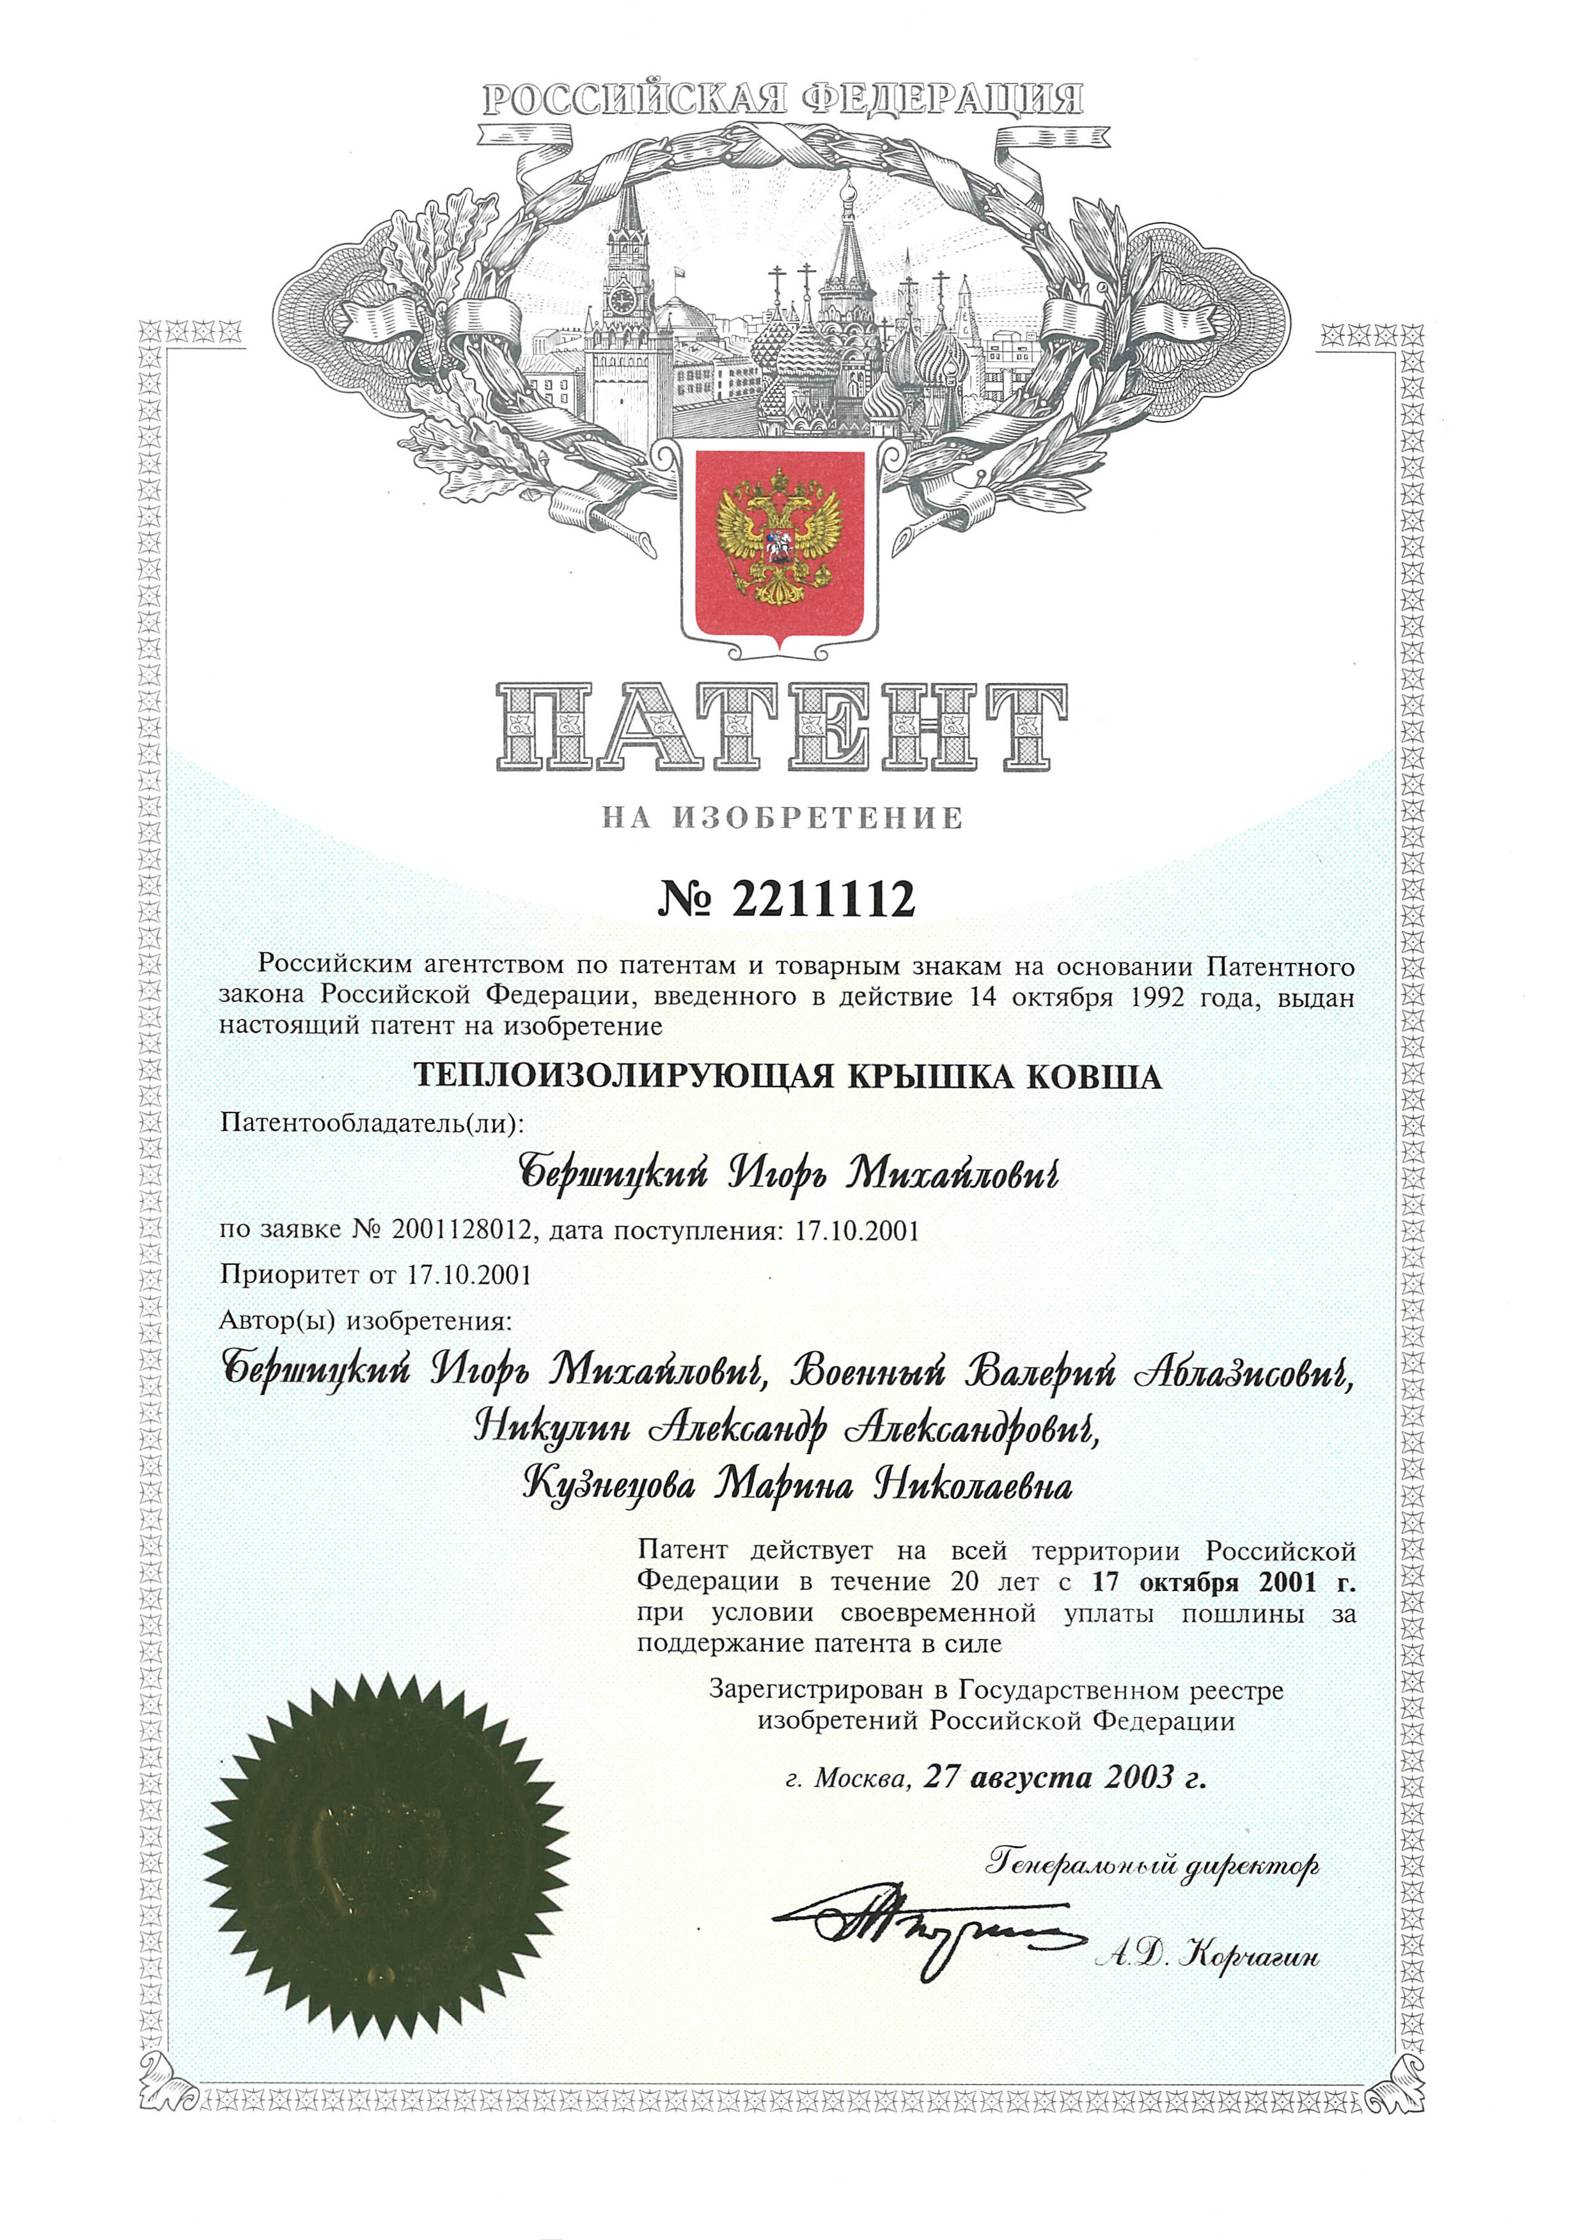 РОССИЙСКАЯ ФЕДЕРАЦИЯ
ПАТЕНТ
НА ИЗОБРЕТЕНИЕ
№ 2211112
Российским агентством по патентам и товарным знакам на основании Патентного
закона Российской Федерации, введенного в действие 14 октября 1992 года, выдан
настоящий патент на изобретение
ТЕПЛОИЗОЛИРУЮЩАЯ КРЫШКА КОВША
Патентообладатель(ли):
Бершицкий Игорь Михайлович
по заявке № 2001128012, дата поступления: 17.10.2001
Приоритет от 17.10.2001
Автор(ы) изобретения:
Бершицкий Игорь Михайлович, Военный Валерий Аблазисович,
Никулин Александр Александрович,
Кузнецова Марина Николаевна
Патент действует на всей территории Российской
Федерации в течение 20 лет с 17 октября 2001 г.
при условии своевременной уплаты пошлины за
поддержание патента в силе
Зарегистрирован в Государственном реестре
изобретений Российской Федерации
г. Москва, 27 августа 2003 г.
Генеральный директор
А.Д. Корчагин